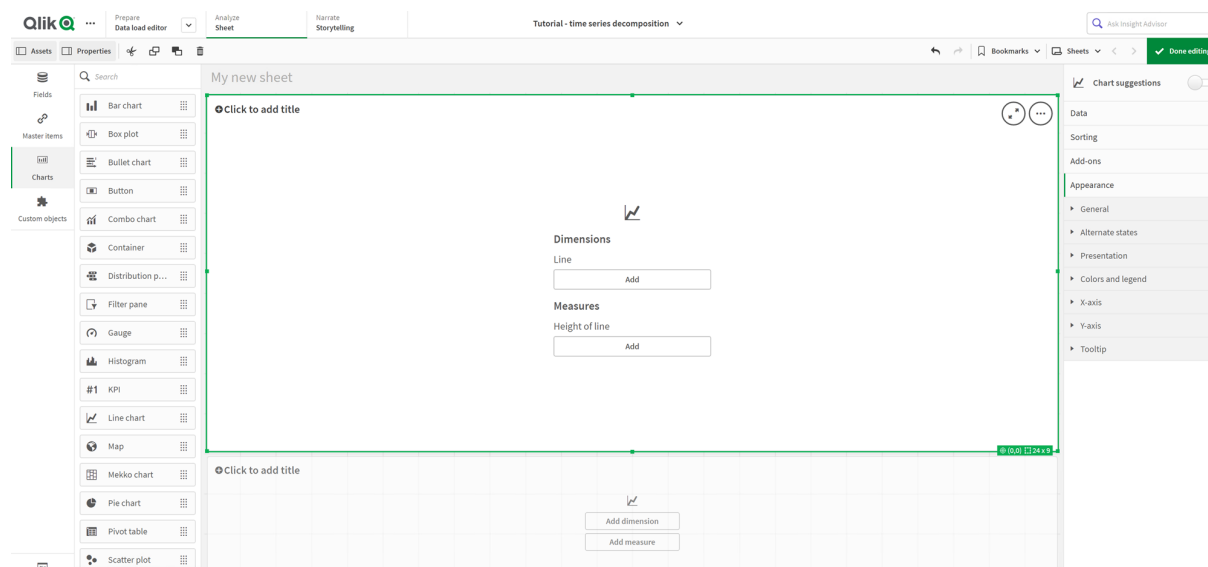 Qlik
Prepare
Data load editor
Analyze
Sheet
Narrate
Storytelling
Tutorial - time series decomposition
Ask Insight Advisor
Assets
Properties
Bookmarks
Sheets
Done editing
Fields
Master items
Charts
Custom objects
Search
Bar chart
Box plot
Bullet chart
Button
Combo chart
Container
Distribution p...
Filter pane
Gauge
Histogram
#1 KPI
Line chart
Map
Mekko chart
Pie chart
Pivot table
Scatter plot
My new sheet
Click to add title
Dimensions
Line
Add
Measures
Height of line
Add
(0,0) 24 x 9
Click to add title
Add dimension
Add measure
Chart suggestions
Data
Sorting
Add-ons
Appearance
General
Alternate states
Presentation
Colors and legend
X-axis
Y-axis
Tooltip